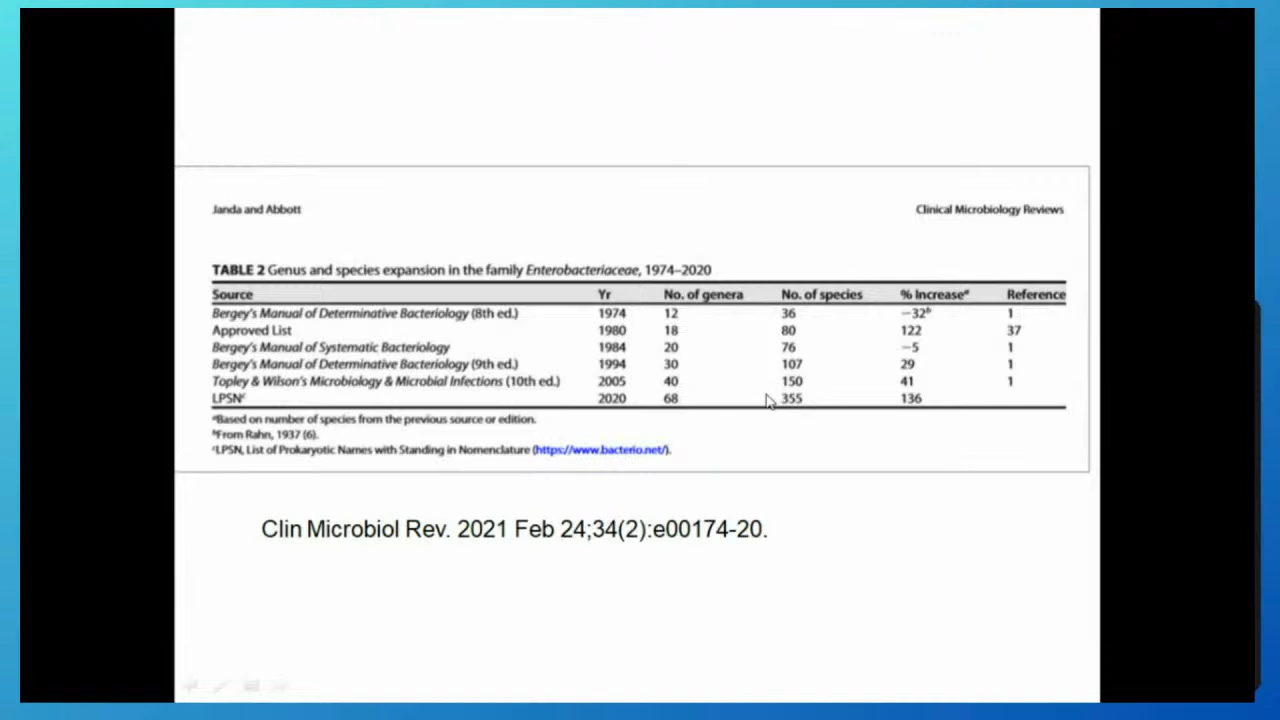 Janda and Abbott Clinical Microbiology Reviews
TABLE 2 Genus and species expansion in the family Enterobacteriaceae, 1974–2020
Source Yr No. of genera No. of species % Increaseᵃ Reference
Bergey's Manual of Determinative Bacteriology (8th ed.) 1974 12 36 −32ᵇ 1
Approved List 1980 18 80 122 37
Bergey's Manual of Systematic Bacteriology 1984 20 76 −5 1
Bergey's Manual of Determinative Bacteriology (9th ed.) 1994 30 107 29 1
Topley & Wilson's Microbiology & Microbial Infections (10th ed.) 2005 40 150 41 1
LPSNᶜ 2020 68 355 136
ᵃBased on number of species from the previous source or edition.
ᵇFrom Rahn, 1937 (6).
ᶜLPSN, List of Prokaryotic Names with Standing in Nomenclature (https://www.bacterio.net/).
Clin Microbiol Rev. 2021 Feb 24;34(2):e00174-20.